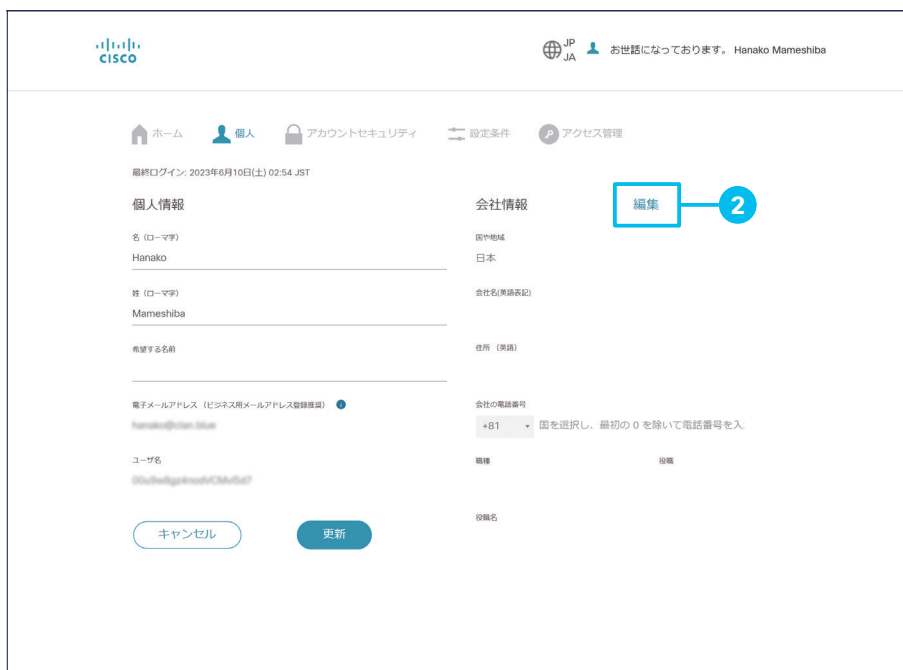 CISCO
JP
JA
お世話になっております。 Hanako Mameshiba
ホーム
個人
アカウントセキュリティ
設定条件
アクセス管理
最終ログイン: 2023年6月10日(土) 02:54 JST
個人情報
名（ローマ字）
Hanako
姓（ローマ字）
Mameshiba
希望する名前
電子メールアドレス （ビジネス用メールアドレス登録推奨）
ユーザ名
キャンセル
更新
会社情報
編集
2
国や地域
日本
会社名(英語表記)
住所 （英語）
会社の電話番号
+81
国を選択し、最初の 0 を除いて電話番号を入
職種
役職
役職名